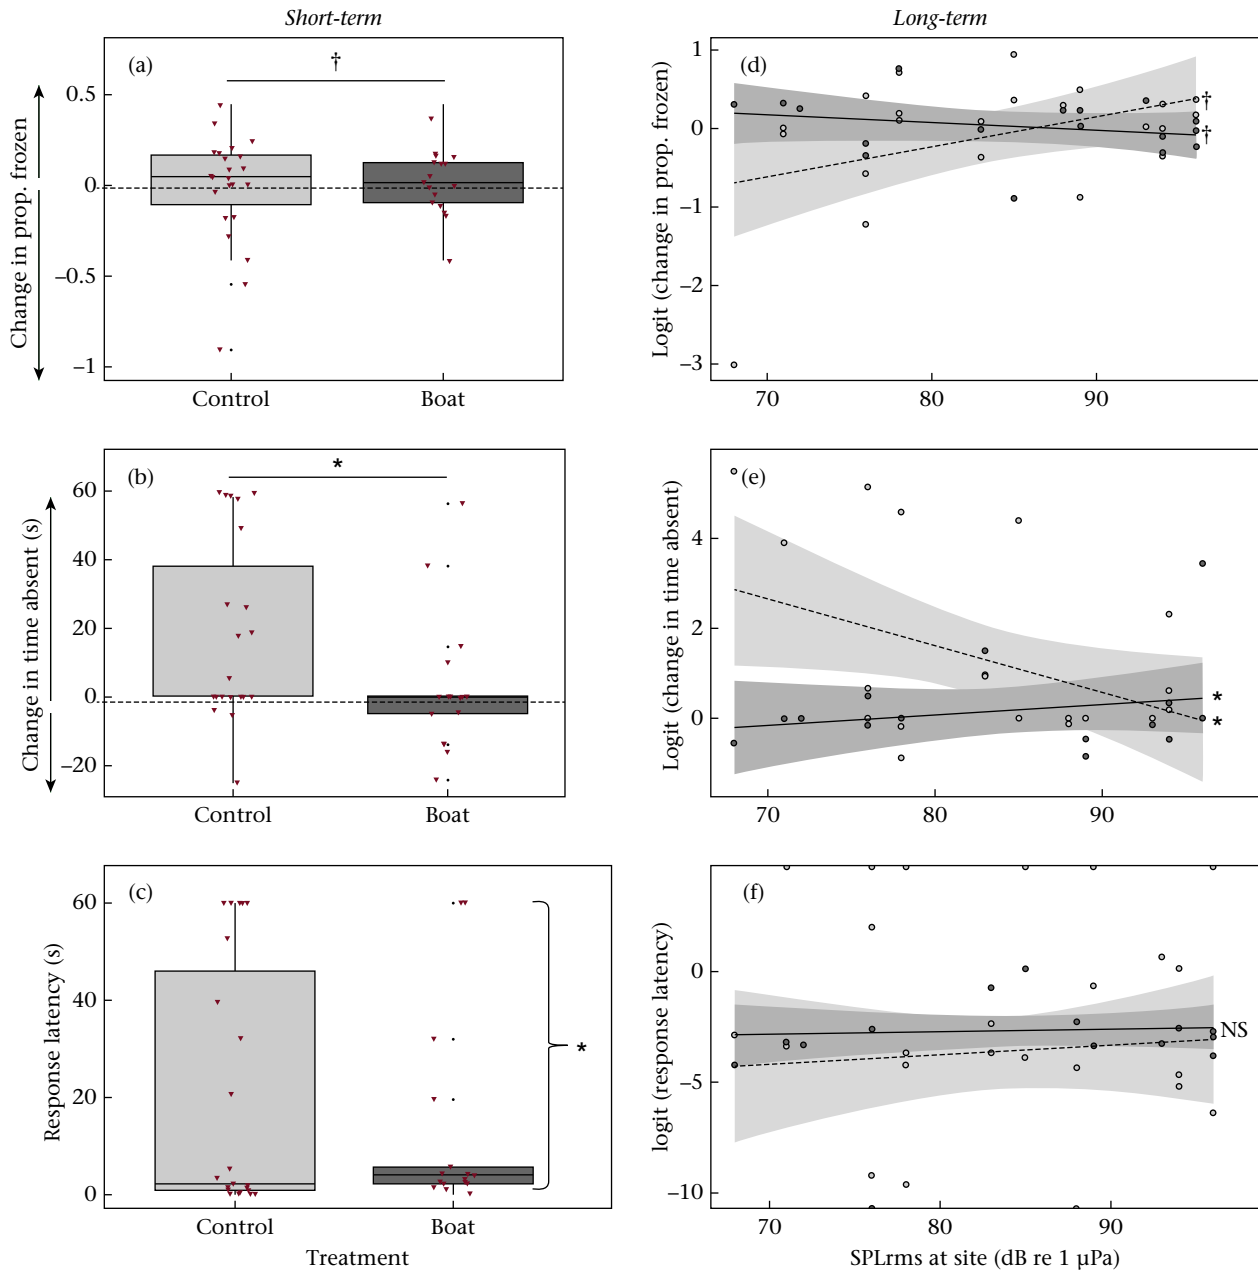 Short-term
Long-term
(a)
†
0.5
0
–0.5
–1
Change in prop. frozen
Control
Boat
(d)
1
0
–1
–2
–3
Logit (change in prop. frozen)
†
†
70
80
90
(b)
*
60
40
20
0
–20
Change in time absent (s)
Control
Boat
(e)
4
2
0
Logit (change in time absent)
*
*
70
80
90
(c)
60
40
20
0
Response latency (s)
*
Control
Boat
Treatment
(f)
0
–5
–10
logit (response latency)
NS
70
80
90
SPLrms at site (dB re 1 µPa)